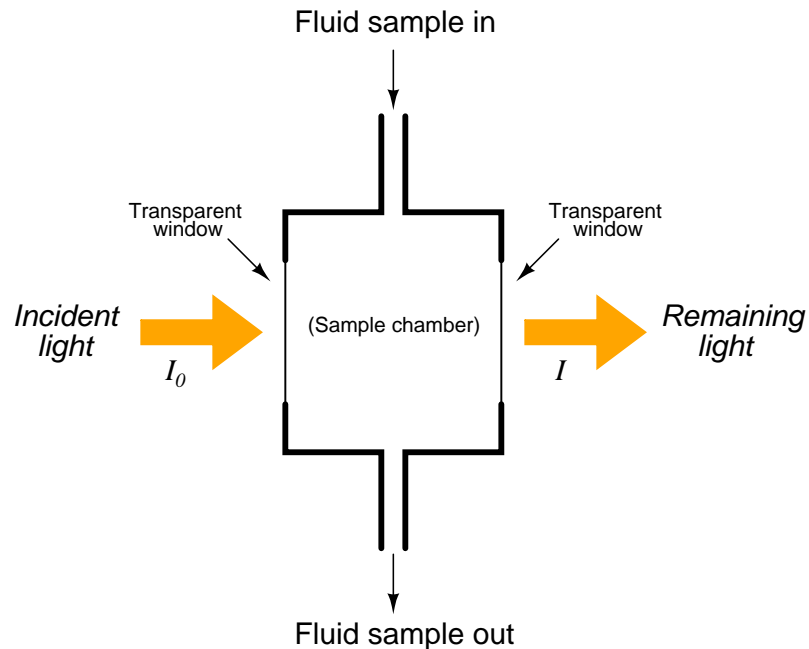 Fluid sample in
Transparent
window
Transparent
window
Incident
light
I0
(Sample chamber)
I
Remaining
light
Fluid sample out